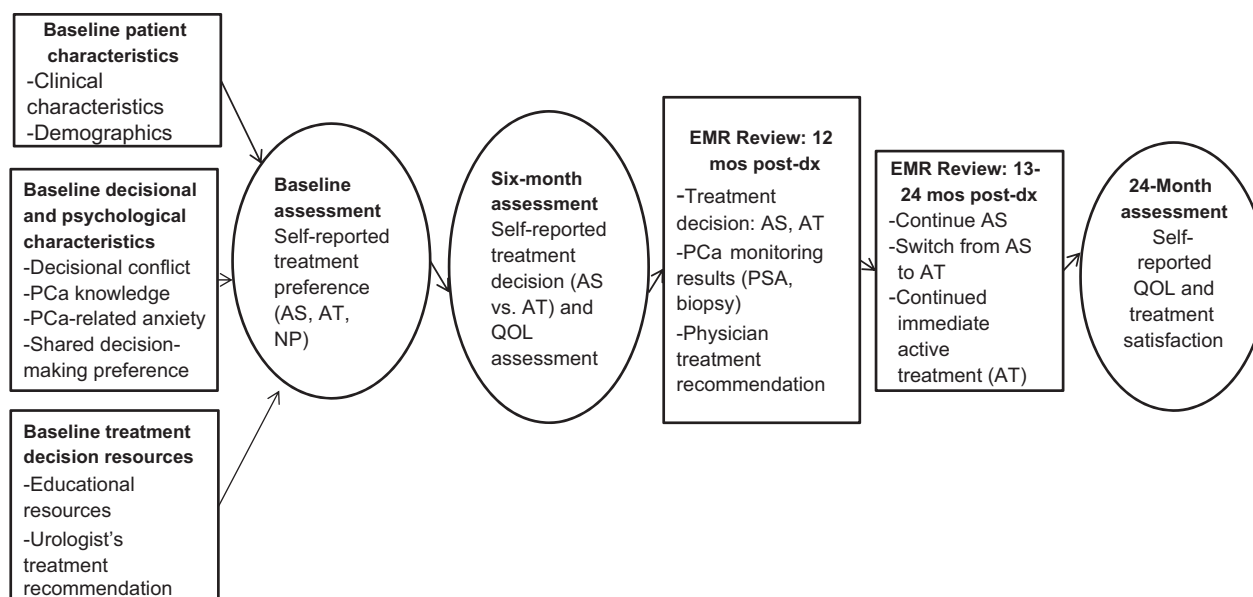 Baseline patient
characteristics
-Clinical
characteristics
-Demographics
Baseline decisional
and psychological
characteristics
-Decisional conflict
-PCa knowledge
-PCa-related anxiety
-Shared decision-
making preference
Baseline treatment
decision resources
-Educational
resources
-Urologist’s
treatment
recommendation
Baseline
assessment
Self-reported
treatment
preference
(AS, AT,
NP)
Six-month
assessment
Self-reported
treatment
decision (AS
vs. AT) and
QOL
assessment
EMR Review: 12
mos post-dx
-Treatment
decision: AS, AT
-PCa monitoring
results (PSA,
biopsy)
-Physician
treatment
recommendation
EMR Review: 13-
24 mos post-dx
-Continue AS
-Switch from AS
to AT
-Continued
immediate
active
treatment (AT)
24-Month
assessment
Self-
reported
QOL and
treatment
satisfaction